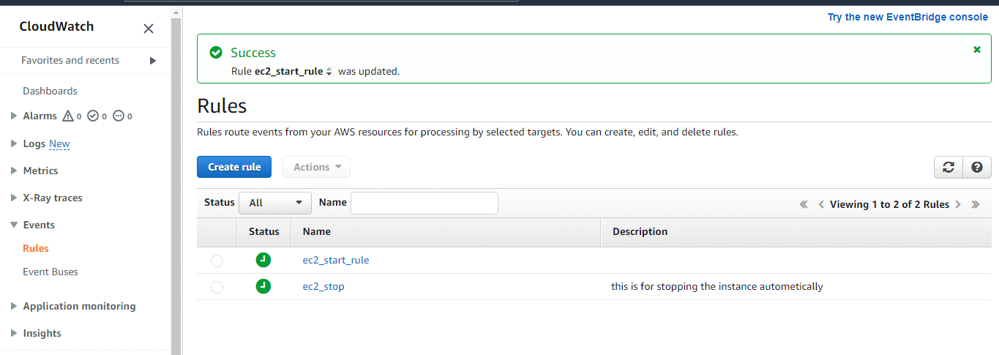 Try the new EventBridge console
CloudWatch
Favorites and recents
Dashboards
Alarms 0 0 0
Logs New
Metrics
X-Ray traces
Events
Rules
Event Buses
Application monitoring
Insights
Success
Rule ec2_start_rule was updated.
Rules
Rules route events from your AWS resources for processing by selected targets. You can create, edit, and delete rules.
Create rule Actions
Status All Name Viewing 1 to 2 of 2 Rules
Status Name Description
ec2_start_rule
ec2_stop this is for stopping the instance autometically